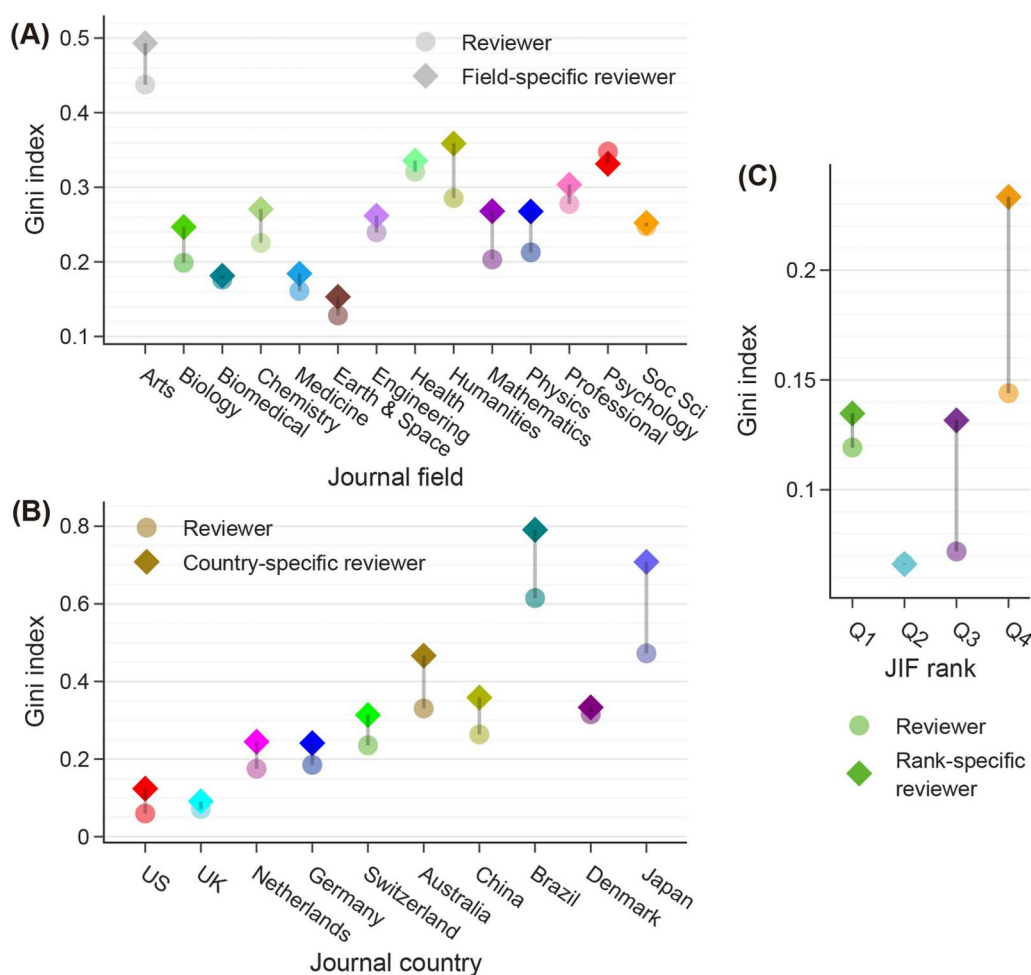 (A)
0.5
0.4
0.3
0.2
0.1
Gini index
Reviewer
Field-specific reviewer
Arts
Biology
Biomedical
Chemistry
Medicine
Earth & Space
Engineering
Health
Humanities
Mathematics
Physics
Professional
Psychology
Soc Sci
Journal field
(B)
0.8
0.6
0.4
0.2
0
Gini index
Reviewer
Country-specific reviewer
US
UK
Netherlands
Germany
Switzerland
Australia
China
Brazil
Denmark
Japan
Journal country
(C)
0.2
0.15
0.1
Gini index
Q1
Q2
Q3
Q4
JIF rank
Reviewer
Rank-specific
reviewer